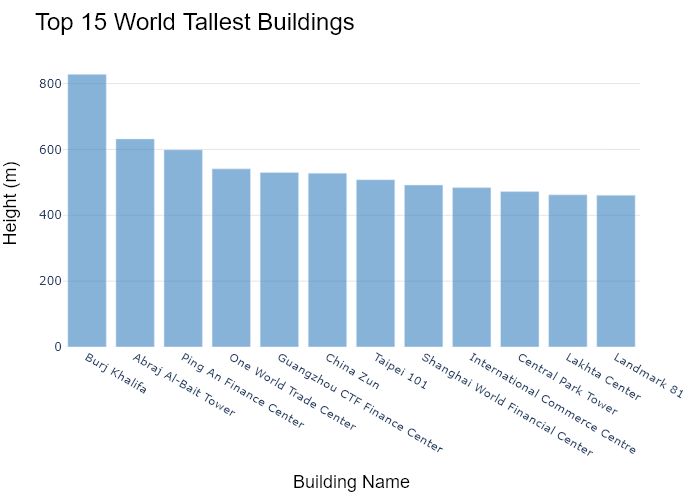 Top 15 World Tallest Buildings
Height (m)
800
600
400
200
0
Burj Khalifa
Abraj Al-Bait Tower
Ping An Finance Center
One World Trade Center
Guangzhou CTF Finance Center
China Zun
Taipei 101
Shanghai World Financial Center
International Commerce Centre
Central Park Tower
Lakhta Center
Landmark 81
Building Name